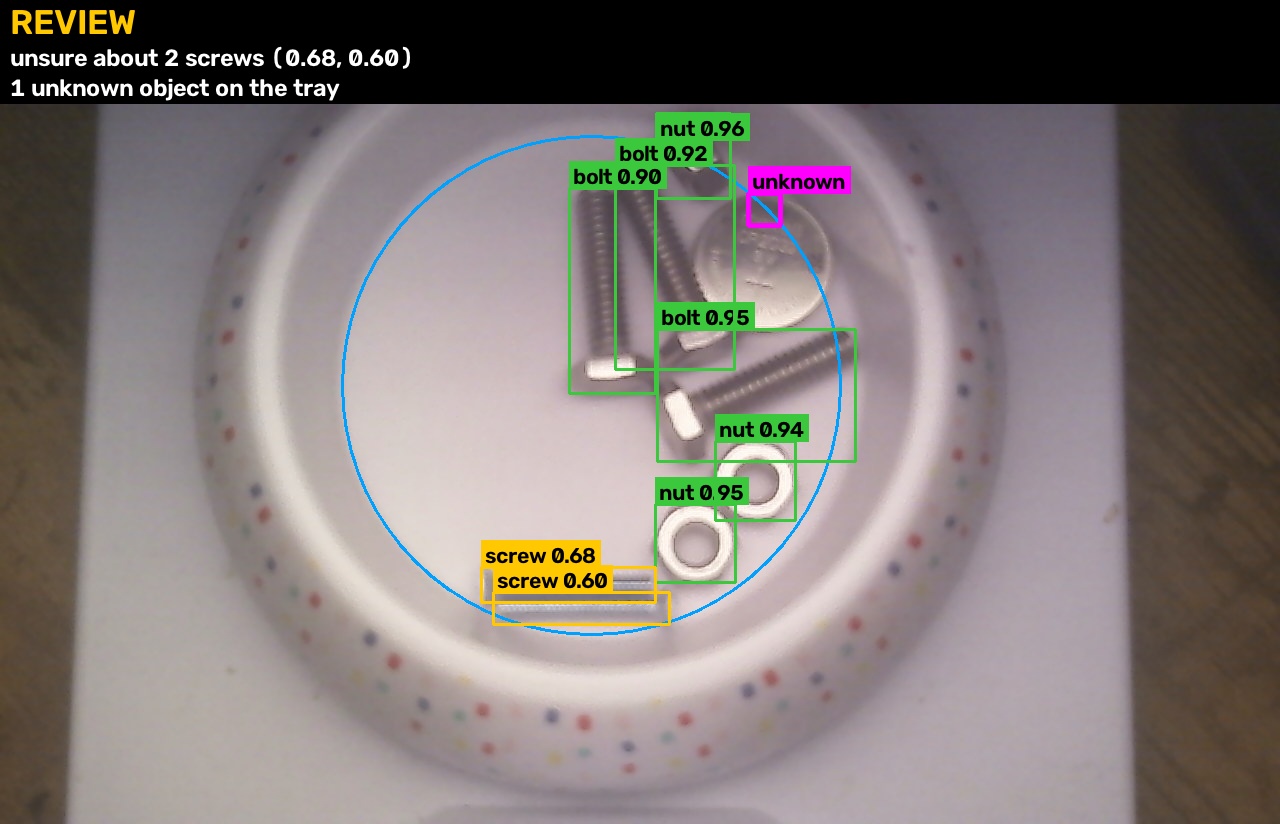 REVIEW
unsure about 2 screws (0.68, 0.60)
1 unknown object on the tray
nut 0.96
bolt 0.92
bolt 0.90
unknown
bolt 0.95
nut 0.94
nut 0.95
screw 0.68
screw 0.60